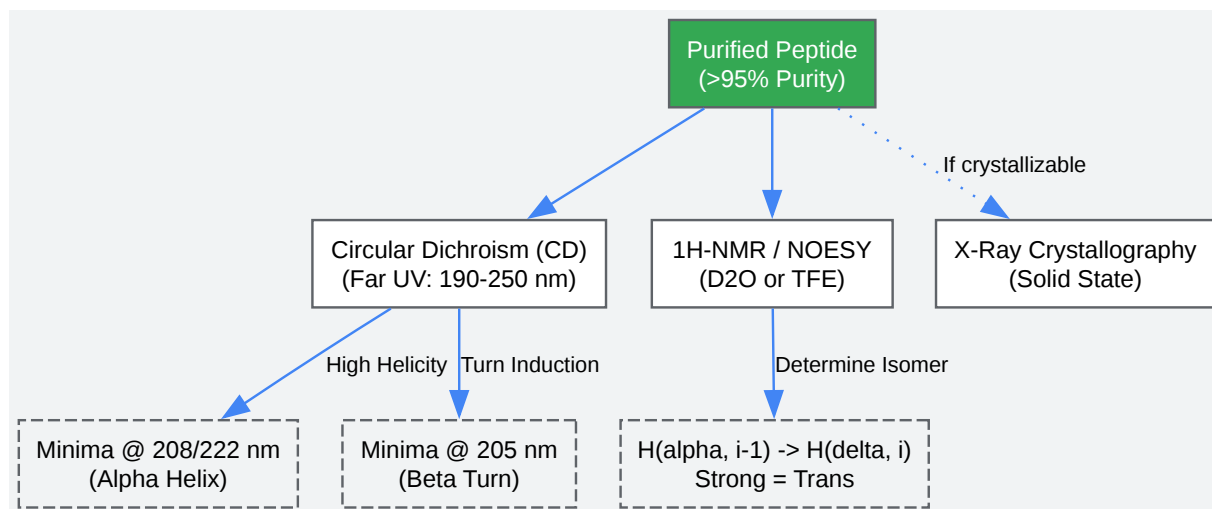 Purified Peptide
(>95% Purity)
If crystallizable
Circular Dichroism (CD)
(Far UV: 190-250 nm)
1H-NMR / NOESY
(D2O or TFE)
X-Ray Crystallography
(Solid State)
High Helicity
Turn Induction
Determine Isomer
Minima @ 208/222 nm
(Alpha Helix)
Minima @ 205 nm
(Beta Turn)
H(alpha, i-1) -> H(delta, i)
Strong = Trans